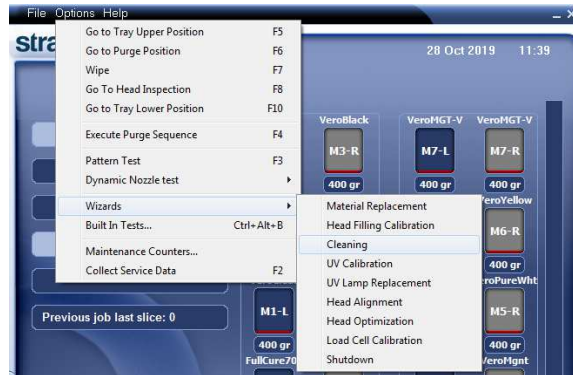 File Options Help
stra
28 Oct 2019 11:39
Go to Tray Upper Position F5
Go to Purge Position F6
Wipe F7
Go To Head Inspection F8
Go to Tray Lower Position F10
Execute Purge Sequence F4
Pattern Test F3
Dynamic Nozzle test
Wizards
Built In Tests... Ctrl+Alt+B
Maintenance Counters...
Collect Service Data F2
Material Replacement
Head Filling Calibration
Cleaning
UV Calibration
UV Lamp Replacement
Head Alignment
Head Optimization
Load Cell Calibration
Shutdown
VeroBlack VeroMGT-V VeroMGT-V
M3-R M7-L M7-R
400 gr 400 gr 400 gr
eroYellow
M6-R
400 gr
roPureWht
Previous job last slice: 0
M1-L M5-R
400 gr 400 gr
FullCure70 VeroMgnt